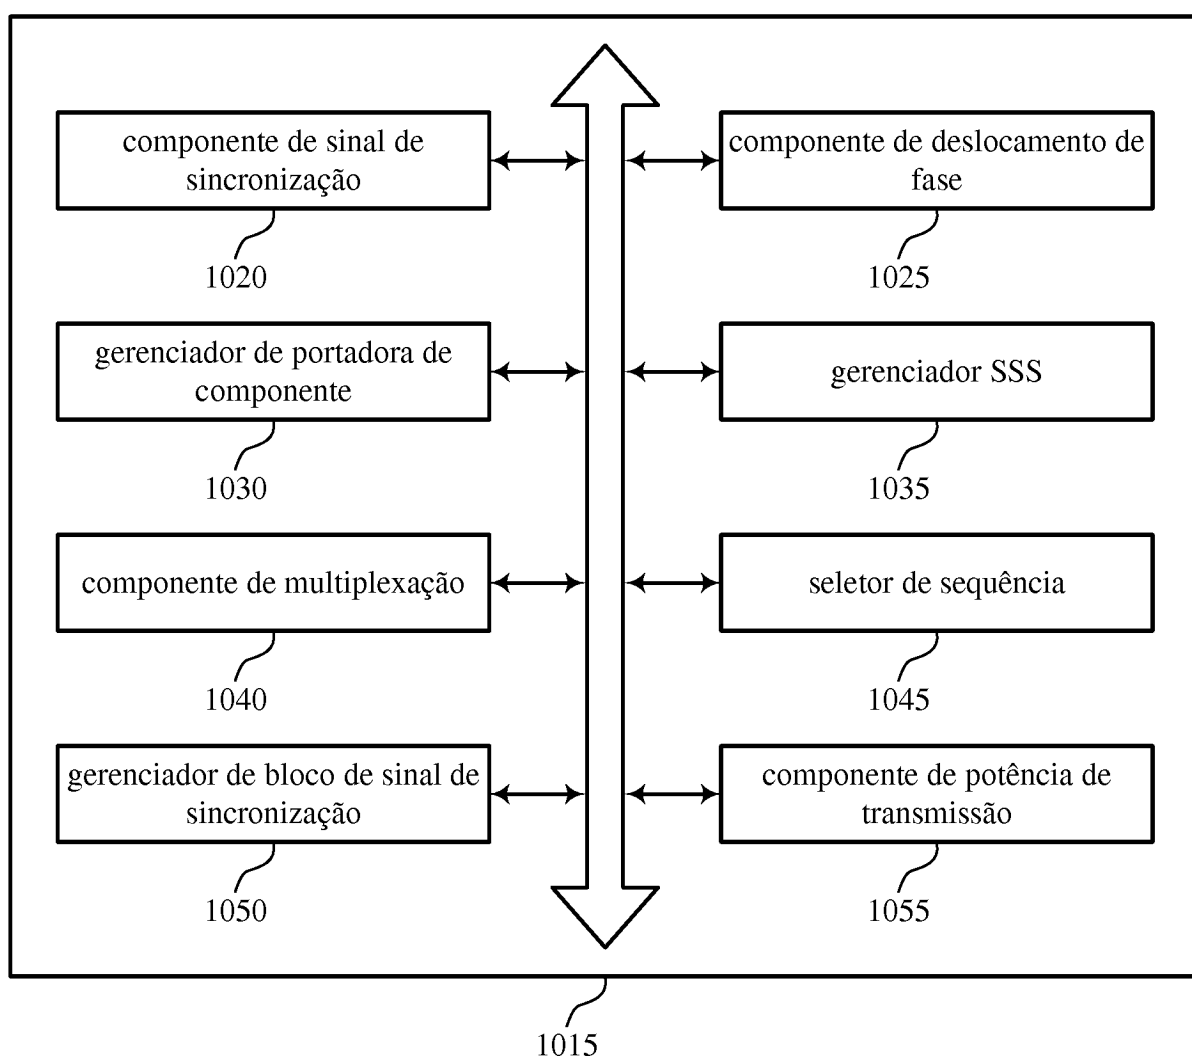 componente de sinal de
sincronização
componente de deslocamento de
fase
1020
1025
gerenciador de portadora de
componente
gerenciador SSS
1030
1035
componente de multiplexação
seletor de sequência
1040
1045
gerenciador de bloco de sinal de
sincronização
componente de potência de
transmissão
1050
1055
1015